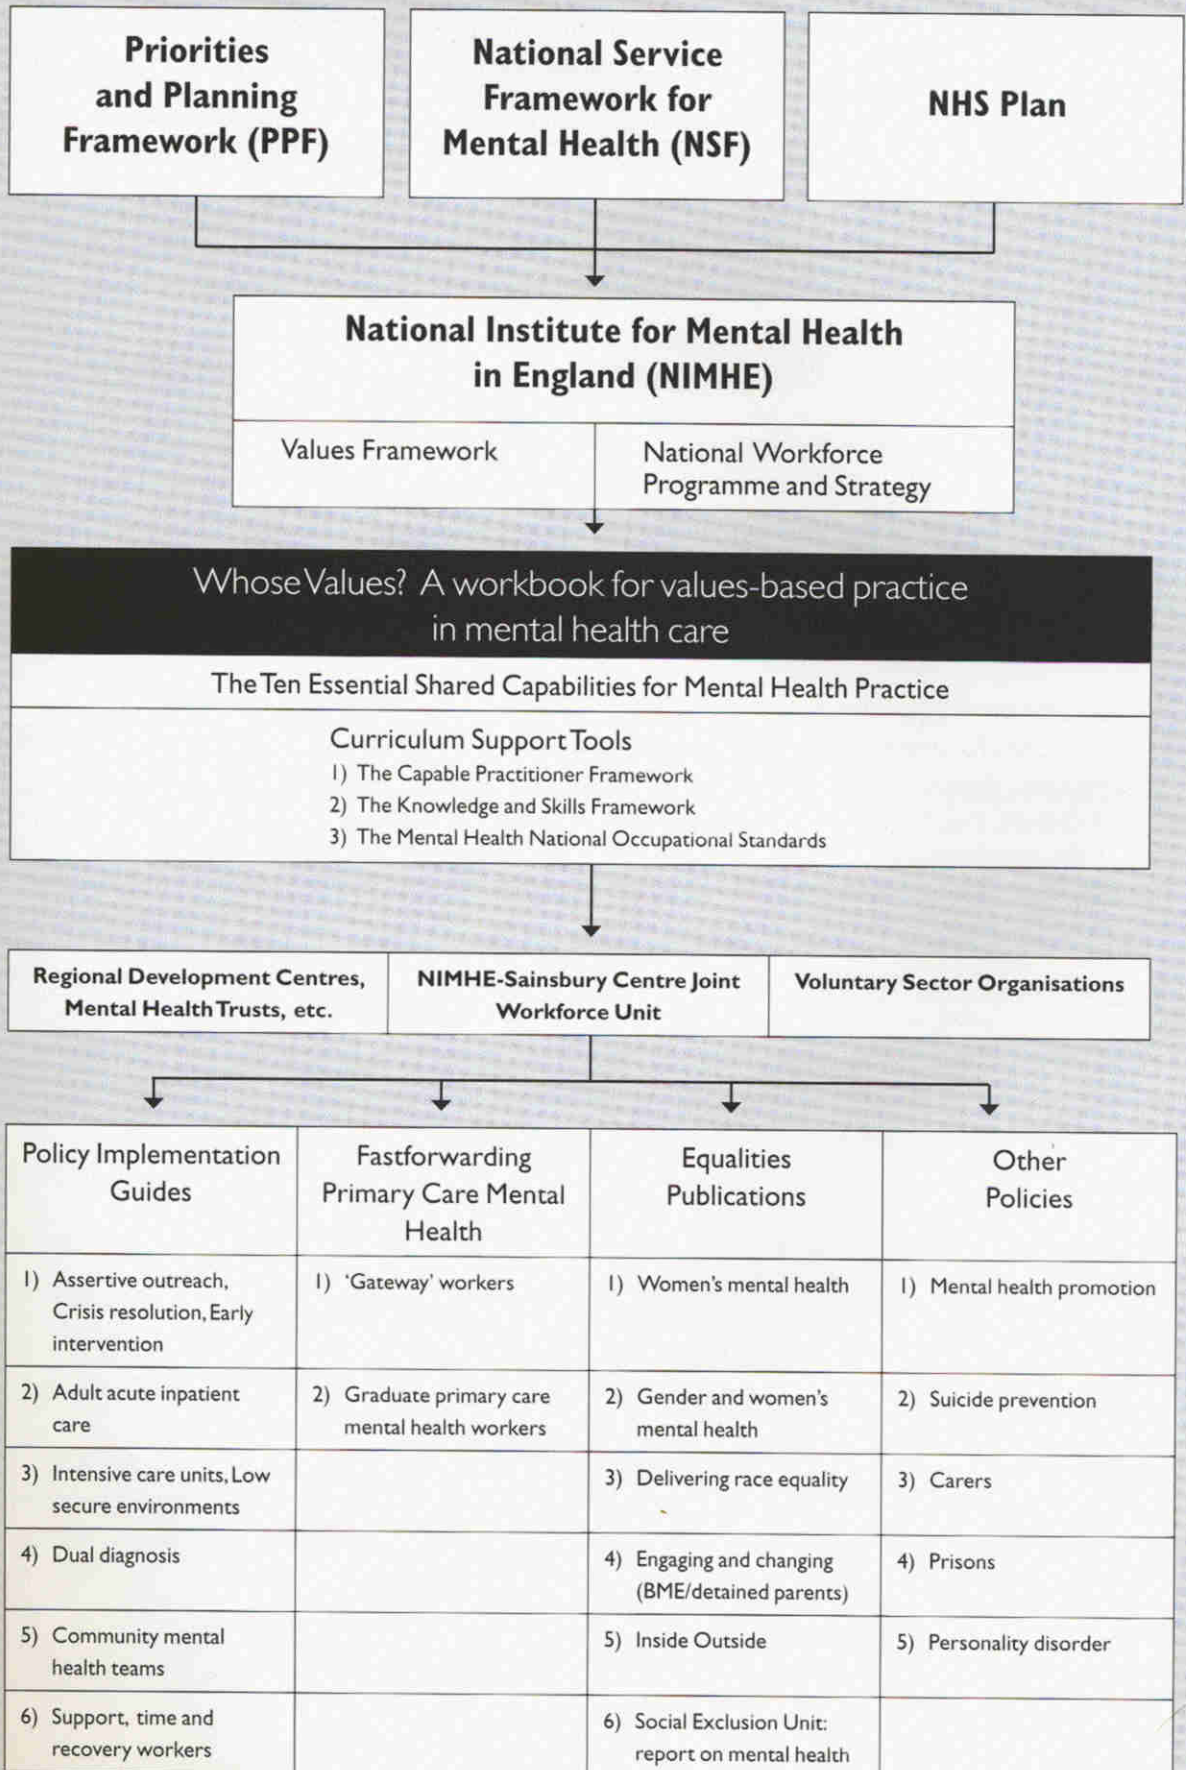 Priorities
and Planning
Framework (PPF)
National Service
Framework for
Mental Health (NSF)
NHS Plan
National Institute for Mental Health
in England (NIMHE)
Values Framework
National Workforce
Programme and Strategy
Whose Values? A workbook for values-based practice
in mental health care
The Ten Essential Shared Capabilities for Mental Health Practice
Curriculum Support Tools
1) The Capable Practitioner Framework
2) The Knowledge and Skills Framework
3) The Mental Health National Occupational Standards
Regional Development Centres,
Mental Health Trusts, etc.
NIMHE-Sainsbury Centre Joint
Workforce Unit
Voluntary Sector Organisations
Policy Implementation
Guides
Fastforwarding
Primary Care Mental
Health
Equalities
Publications
Other
Policies
1) Assertive outreach,
Crisis resolution, Early
intervention
1) ‘Gateway’ workers
1) Women’s mental health
1) Mental health promotion
2) Adult acute inpatient
care
2) Graduate primary care
mental health workers
2) Gender and women’s
mental health
2) Suicide prevention
3) Intensive care units, Low
secure environments
3) Delivering race equality
3) Carers
4) Dual diagnosis
4) Engaging and changing
(BME/detained parents)
4) Prisons
5) Community mental
health teams
5) Inside Outside
5) Personality disorder
6) Support, time and
recovery workers
6) Social Exclusion Unit:
report on mental health